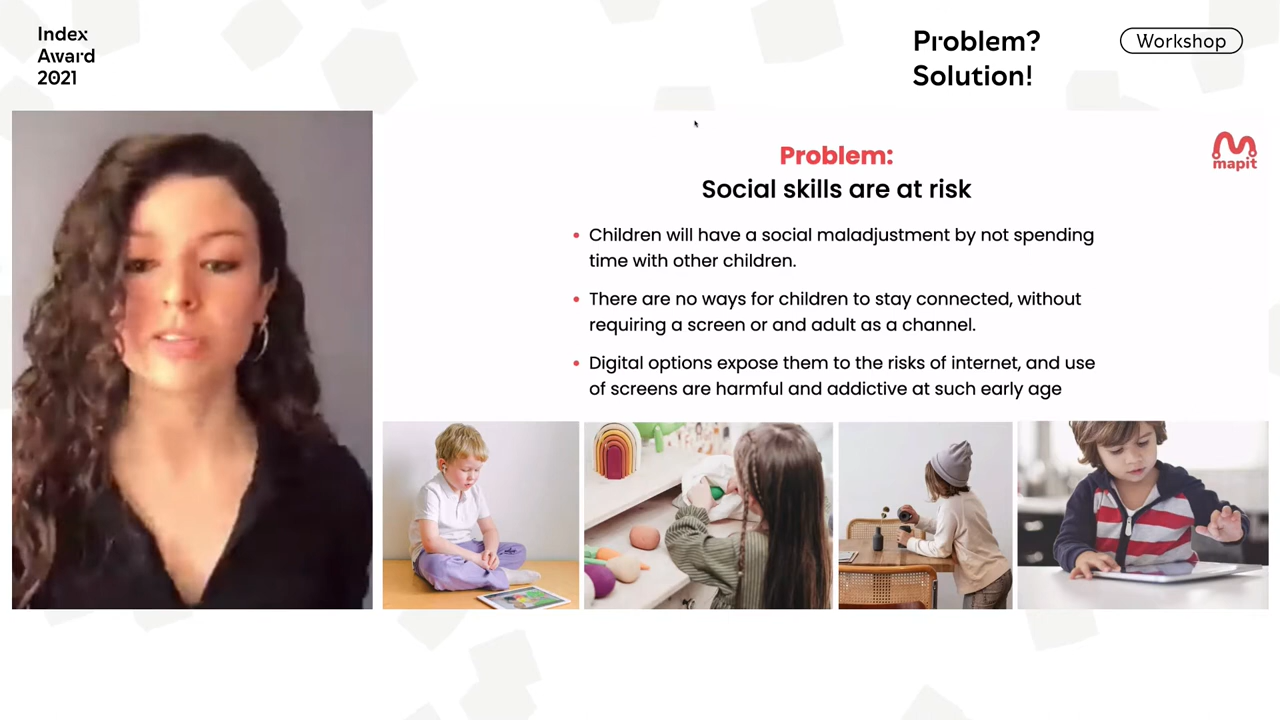 Index
Award
2021
Problem?
Solution!
Workshop
mapit
Problem:
Social skills are at risk
• Children will have a social maladjustment by not spending
time with other children.
• There are no ways for children to stay connected, without
requiring a screen or and adult as a channel.
• Digital options expose them to the risks of internet, and use
of screens are harmful and addictive at such early age